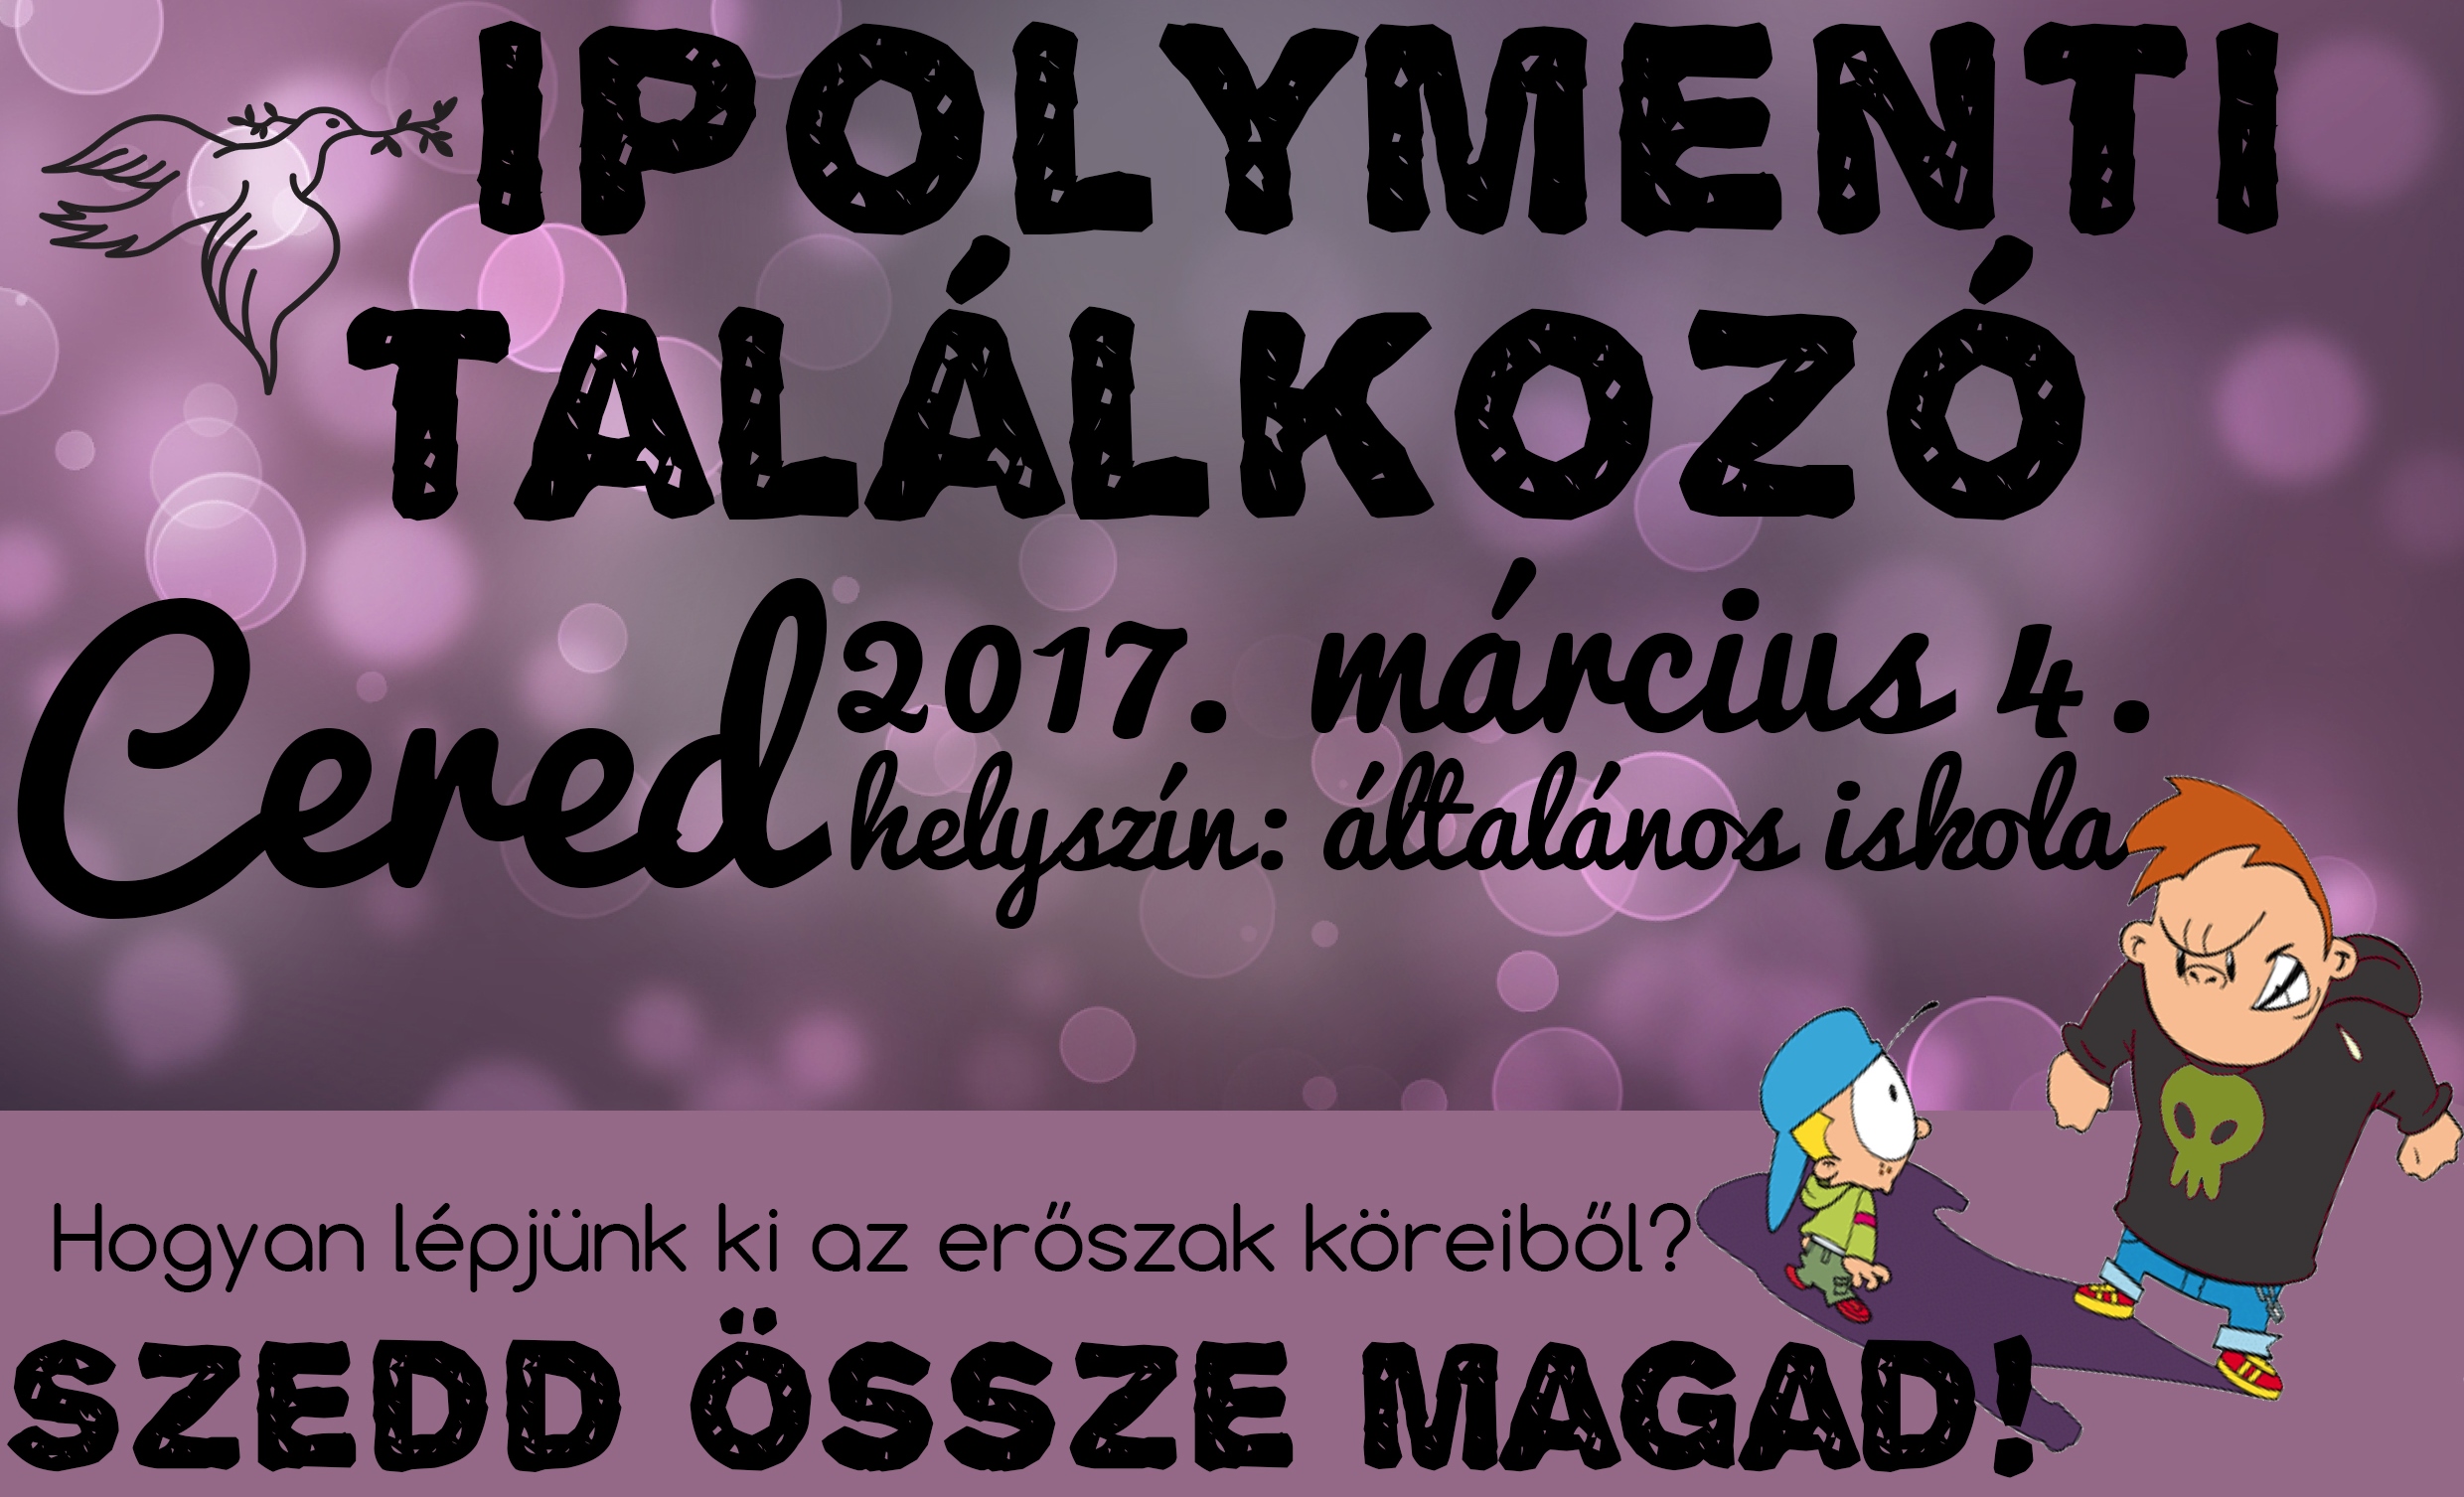 IPOLYMENTI
TALÁLKOZÓ
Cered
2017. március 4.
helyszín: általános iskola
Hogyan lépjünk ki az erőszak köreiből?
SZEDD ÖSSZE MAGAD!